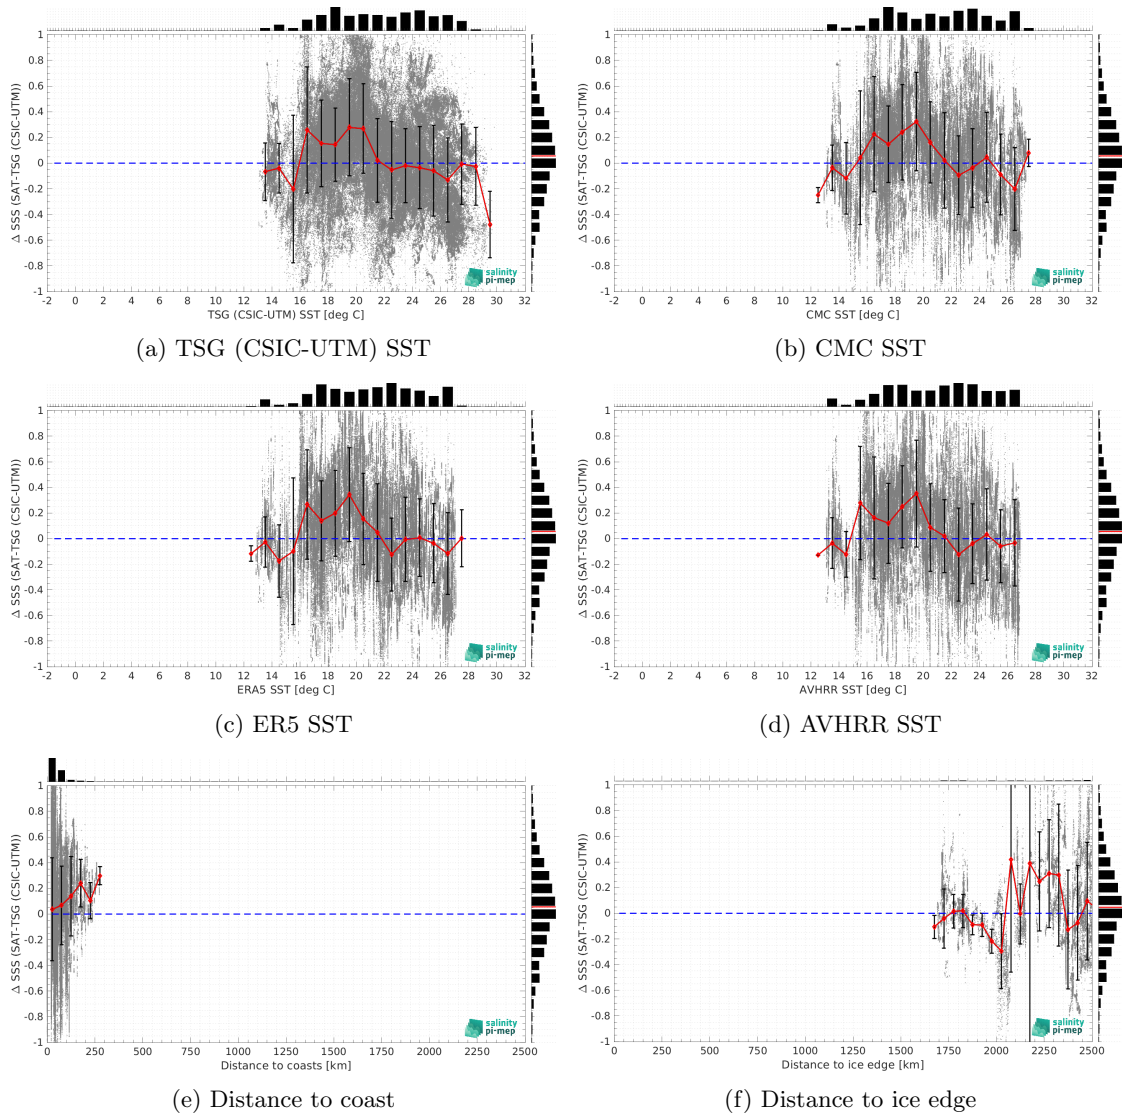 1
0.8
0.6
0.4
0.2
0
-0.2
-0.4
-0.6
-0.8
-1
Δ SSS (SAT-TSG (CSIC-UTM))
salinity
pi-mep
-2 0 2 4 6 8 10 12 14 16 18 20 22 24 26 28 30 32
TSG (CSIC-UTM) SST [deg C]
(a) TSG (CSIC-UTM) SST
1
0.8
0.6
0.4
0.2
0
-0.2
-0.4
-0.6
-0.8
-1
Δ SSS (SAT-TSG (CSIC-UTM))
salinity
pi-mep
-2 0 2 4 6 8 10 12 14 16 18 20 22 24 26 28 30 32
CMC SST [deg C]
(b) CMC SST
1
0.8
0.6
0.4
0.2
0
-0.2
-0.4
-0.6
-0.8
-1
Δ SSS (SAT-TSG (CSIC-UTM))
salinity
pi-mep
-2 0 2 4 6 8 10 12 14 16 18 20 22 24 26 28 30 32
ERA5 SST [deg C]
(c) ER5 SST
1
0.8
0.6
0.4
0.2
0
-0.2
-0.4
-0.6
-0.8
-1
Δ SSS (SAT-TSG (CSIC-UTM))
salinity
pi-mep
-2 0 2 4 6 8 10 12 14 16 18 20 22 24 26 28 30 32
AVHRR SST [deg C]
(d) AVHRR SST
1
0.8
0.6
0.4
0.2
0
-0.2
-0.4
-0.6
-0.8
-1
Δ SSS (SAT-TSG (CSIC-UTM))
salinity
pi-mep
0 250 500 750 1000 1250 1500 1750 2000 2250 2500
Distance to coasts [km]
(e) Distance to coast
1
0.8
0.6
0.4
0.2
0
-0.2
-0.4
-0.6
-0.8
-1
Δ SSS (SAT-TSG (CSIC-UTM))
salinity
pi-mep
0 250 500 750 1000 1250 1500 1750 2000 2250 2500
Distance to ice edge [km]
(f) Distance to ice edge